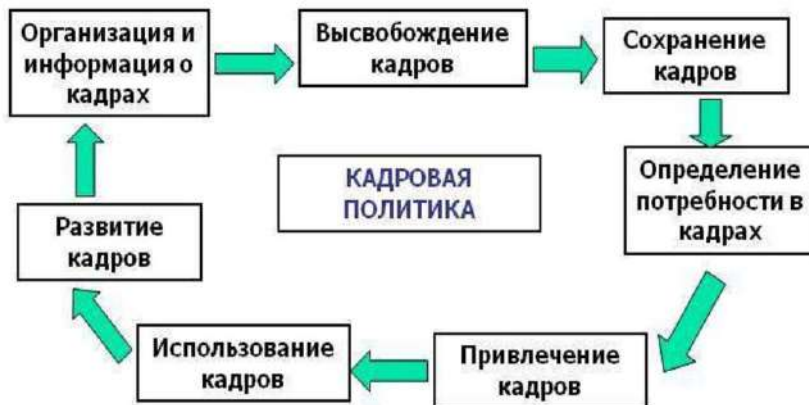 Организация и
информация о
кадрах
Высвобождение
кадров
Сохранение
кадров
Определение
потребности в
кадрах
КАДРОВАЯ
ПОЛИТИКА
Развитие
кадров
Использование
кадров
Привлечение
кадров